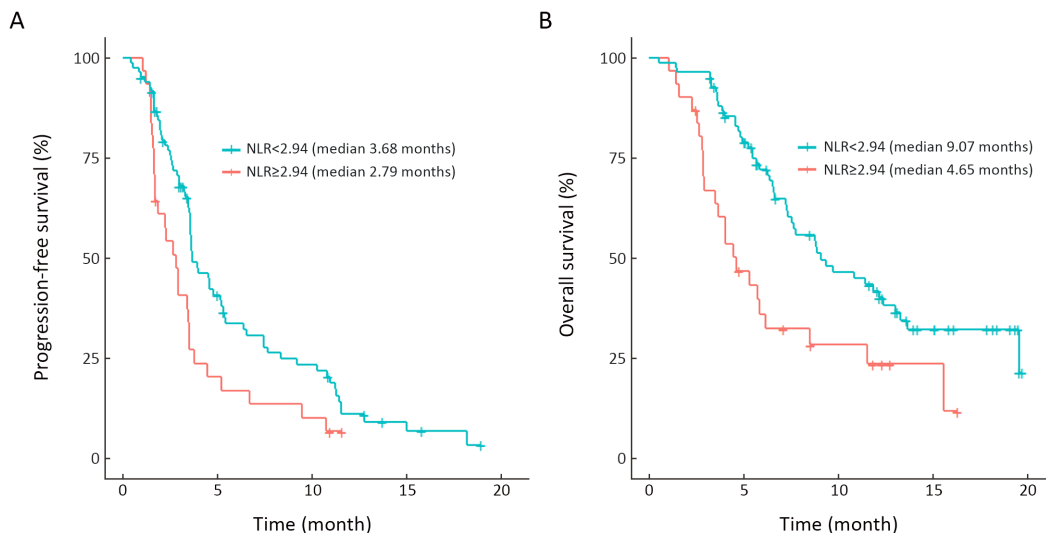 A
Progression-free survival (%)
100
75
50
25
0
NLR<2.94 (median 3.68 months)
NLR≥2.94 (median 2.79 months)
0 5 10 15 20
Time (month)
B
Overall survival (%)
100
75
50
25
0
NLR<2.94 (median 9.07 months)
NLR≥2.94 (median 4.65 months)
0 5 10 15 20
Time (month)